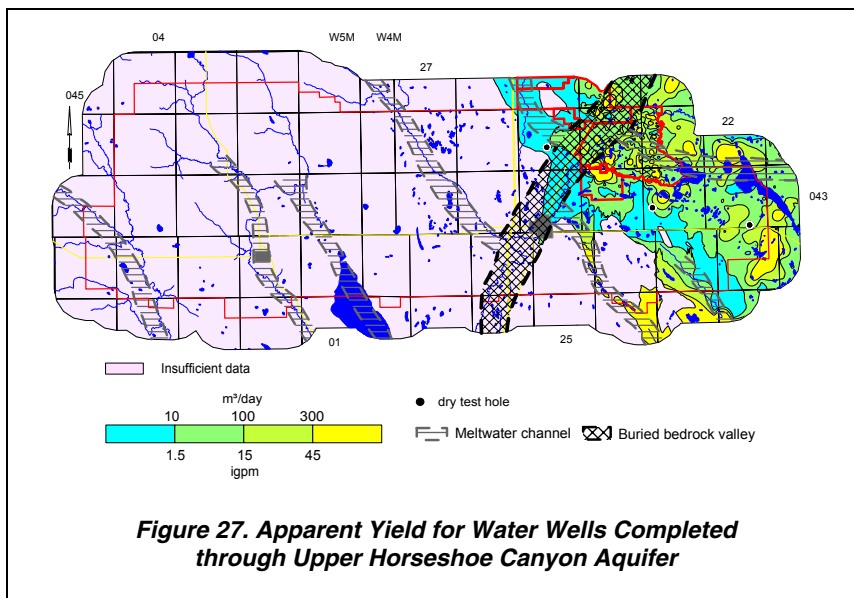 04
W5M W4M
27
045
22
043
01
25
Insufficient data
m³/day
10 100 300
1.5 15 45
igpm
dry test hole
Meltwater channel
Buried bedrock valley
Figure 27. Apparent Yield for Water Wells Completed
through Upper Horseshoe Canyon Aquifer